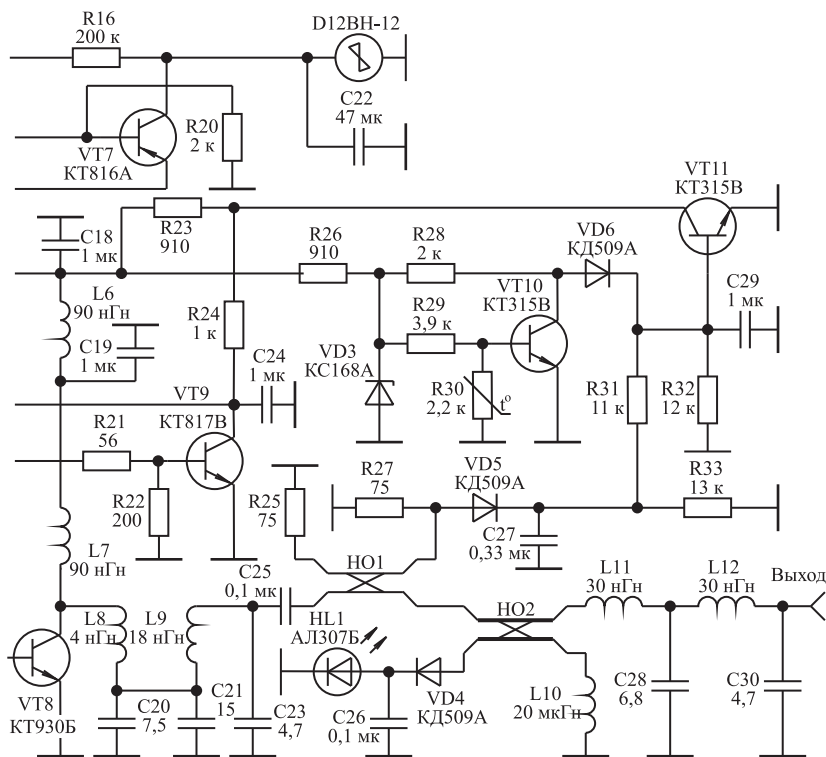 R16
200 к
D12BH-12
C22
47 мк
R20
2 к
VT7
КТ816А
VT11
КТ315В
R23
910
C18
1 мк
R26
910
R28
2 к
VD6
КД509А
VT10
КТ315В
C29
1 мк
L6
90 нГн
R24
1 к
R29
3,9 к
C19
1 мк
C24
1 мк
VD3
КС168А
R30
2,2 к
t°
R31
11 к
R32
12 к
VT9
КТ817В
R21
56
R22
200
R25
75
R27
75
VD5
КД509А
R33
13 к
C27
0,33 мк
L7
90 нГн
C25
0,1 мк
НО1
L11
30 нГн
L12
30 нГн
Выход
L8
4 нГн
L9
18 нГн
HL1
АЛ307Б
НО2
VT8
КТ930Б
C20
7,5
C21
15
C23
4,7
C26
0,1 мк
VD4
КД509А
L10
20 мкГн
C28
6,8
C30
4,7